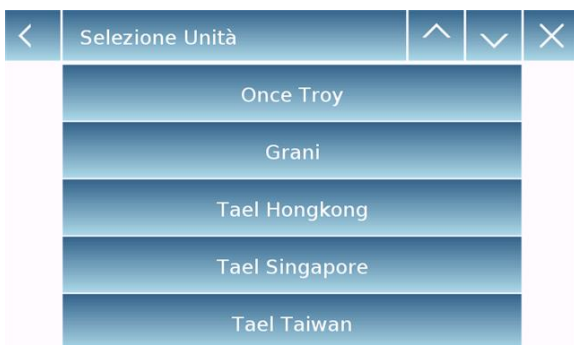 Selezione Unità
Once Troy
Grani
Tael Hongkong
Tael Singapore
Tael Taiwan